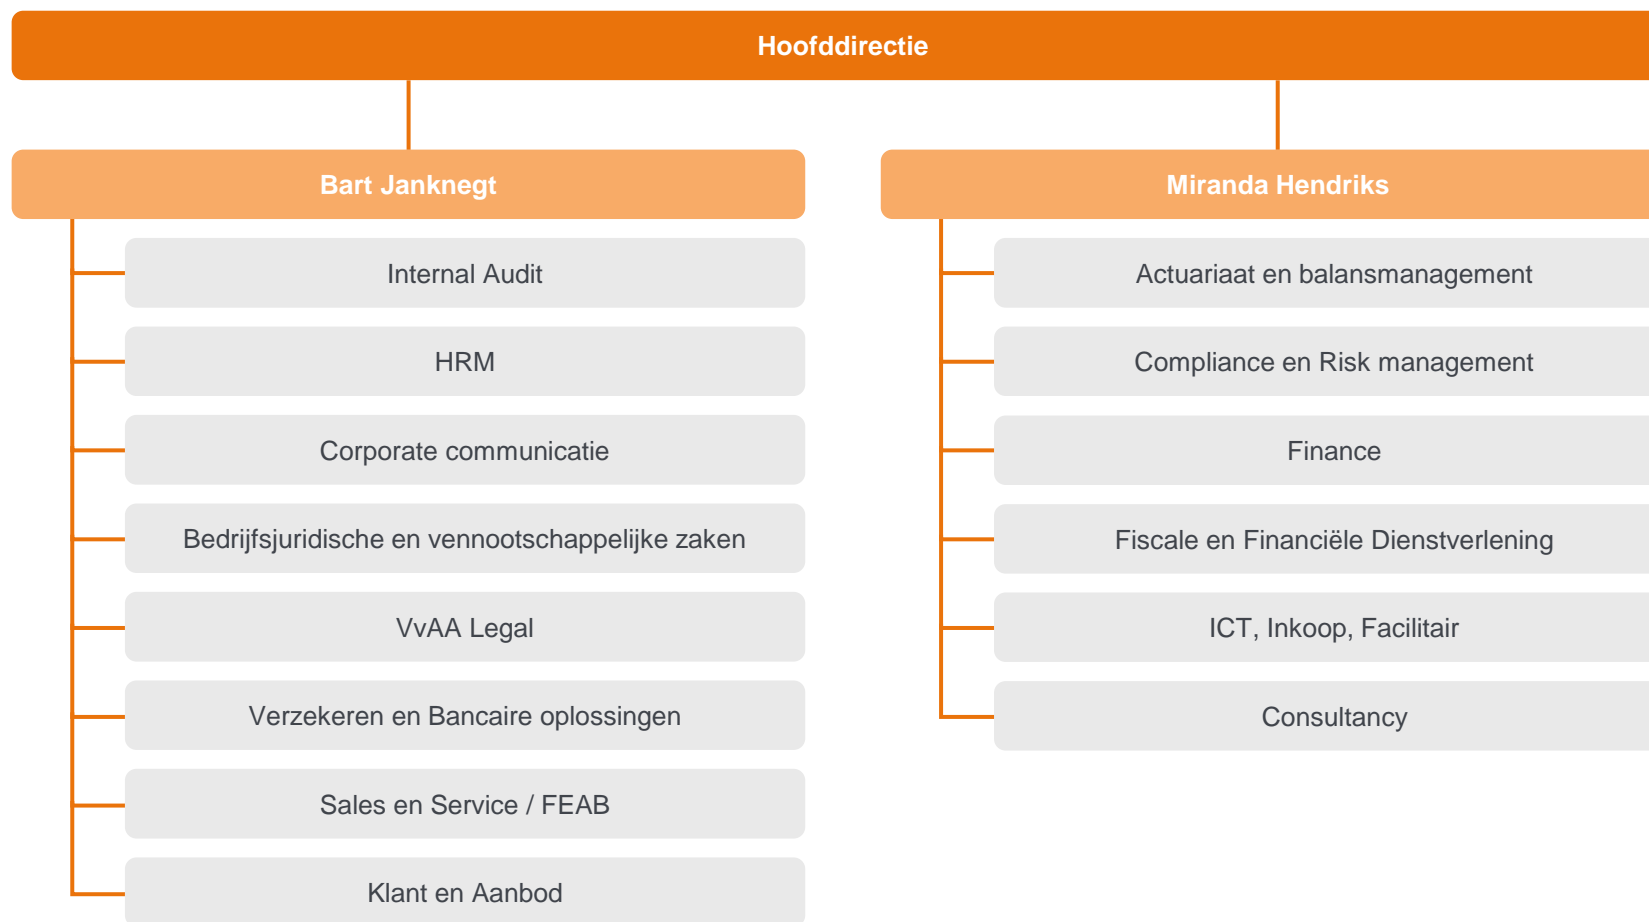 Hoofddirectie
Bart Janknegt
Internal Audit
HRM
Corporate communicatie
Bedrijfsjuridische en vennootschappelijke zaken
VvAA Legal
Verzekeren en Bancaire oplossingen
Sales en Service / FEAB
Klant en Aanbod
Miranda Hendriks
Actuariaat en balansmanagement
Compliance en Risk management
Finance
Fiscale en Financiële Dienstverlening
ICT, Inkoop, Facilitair
Consultancy